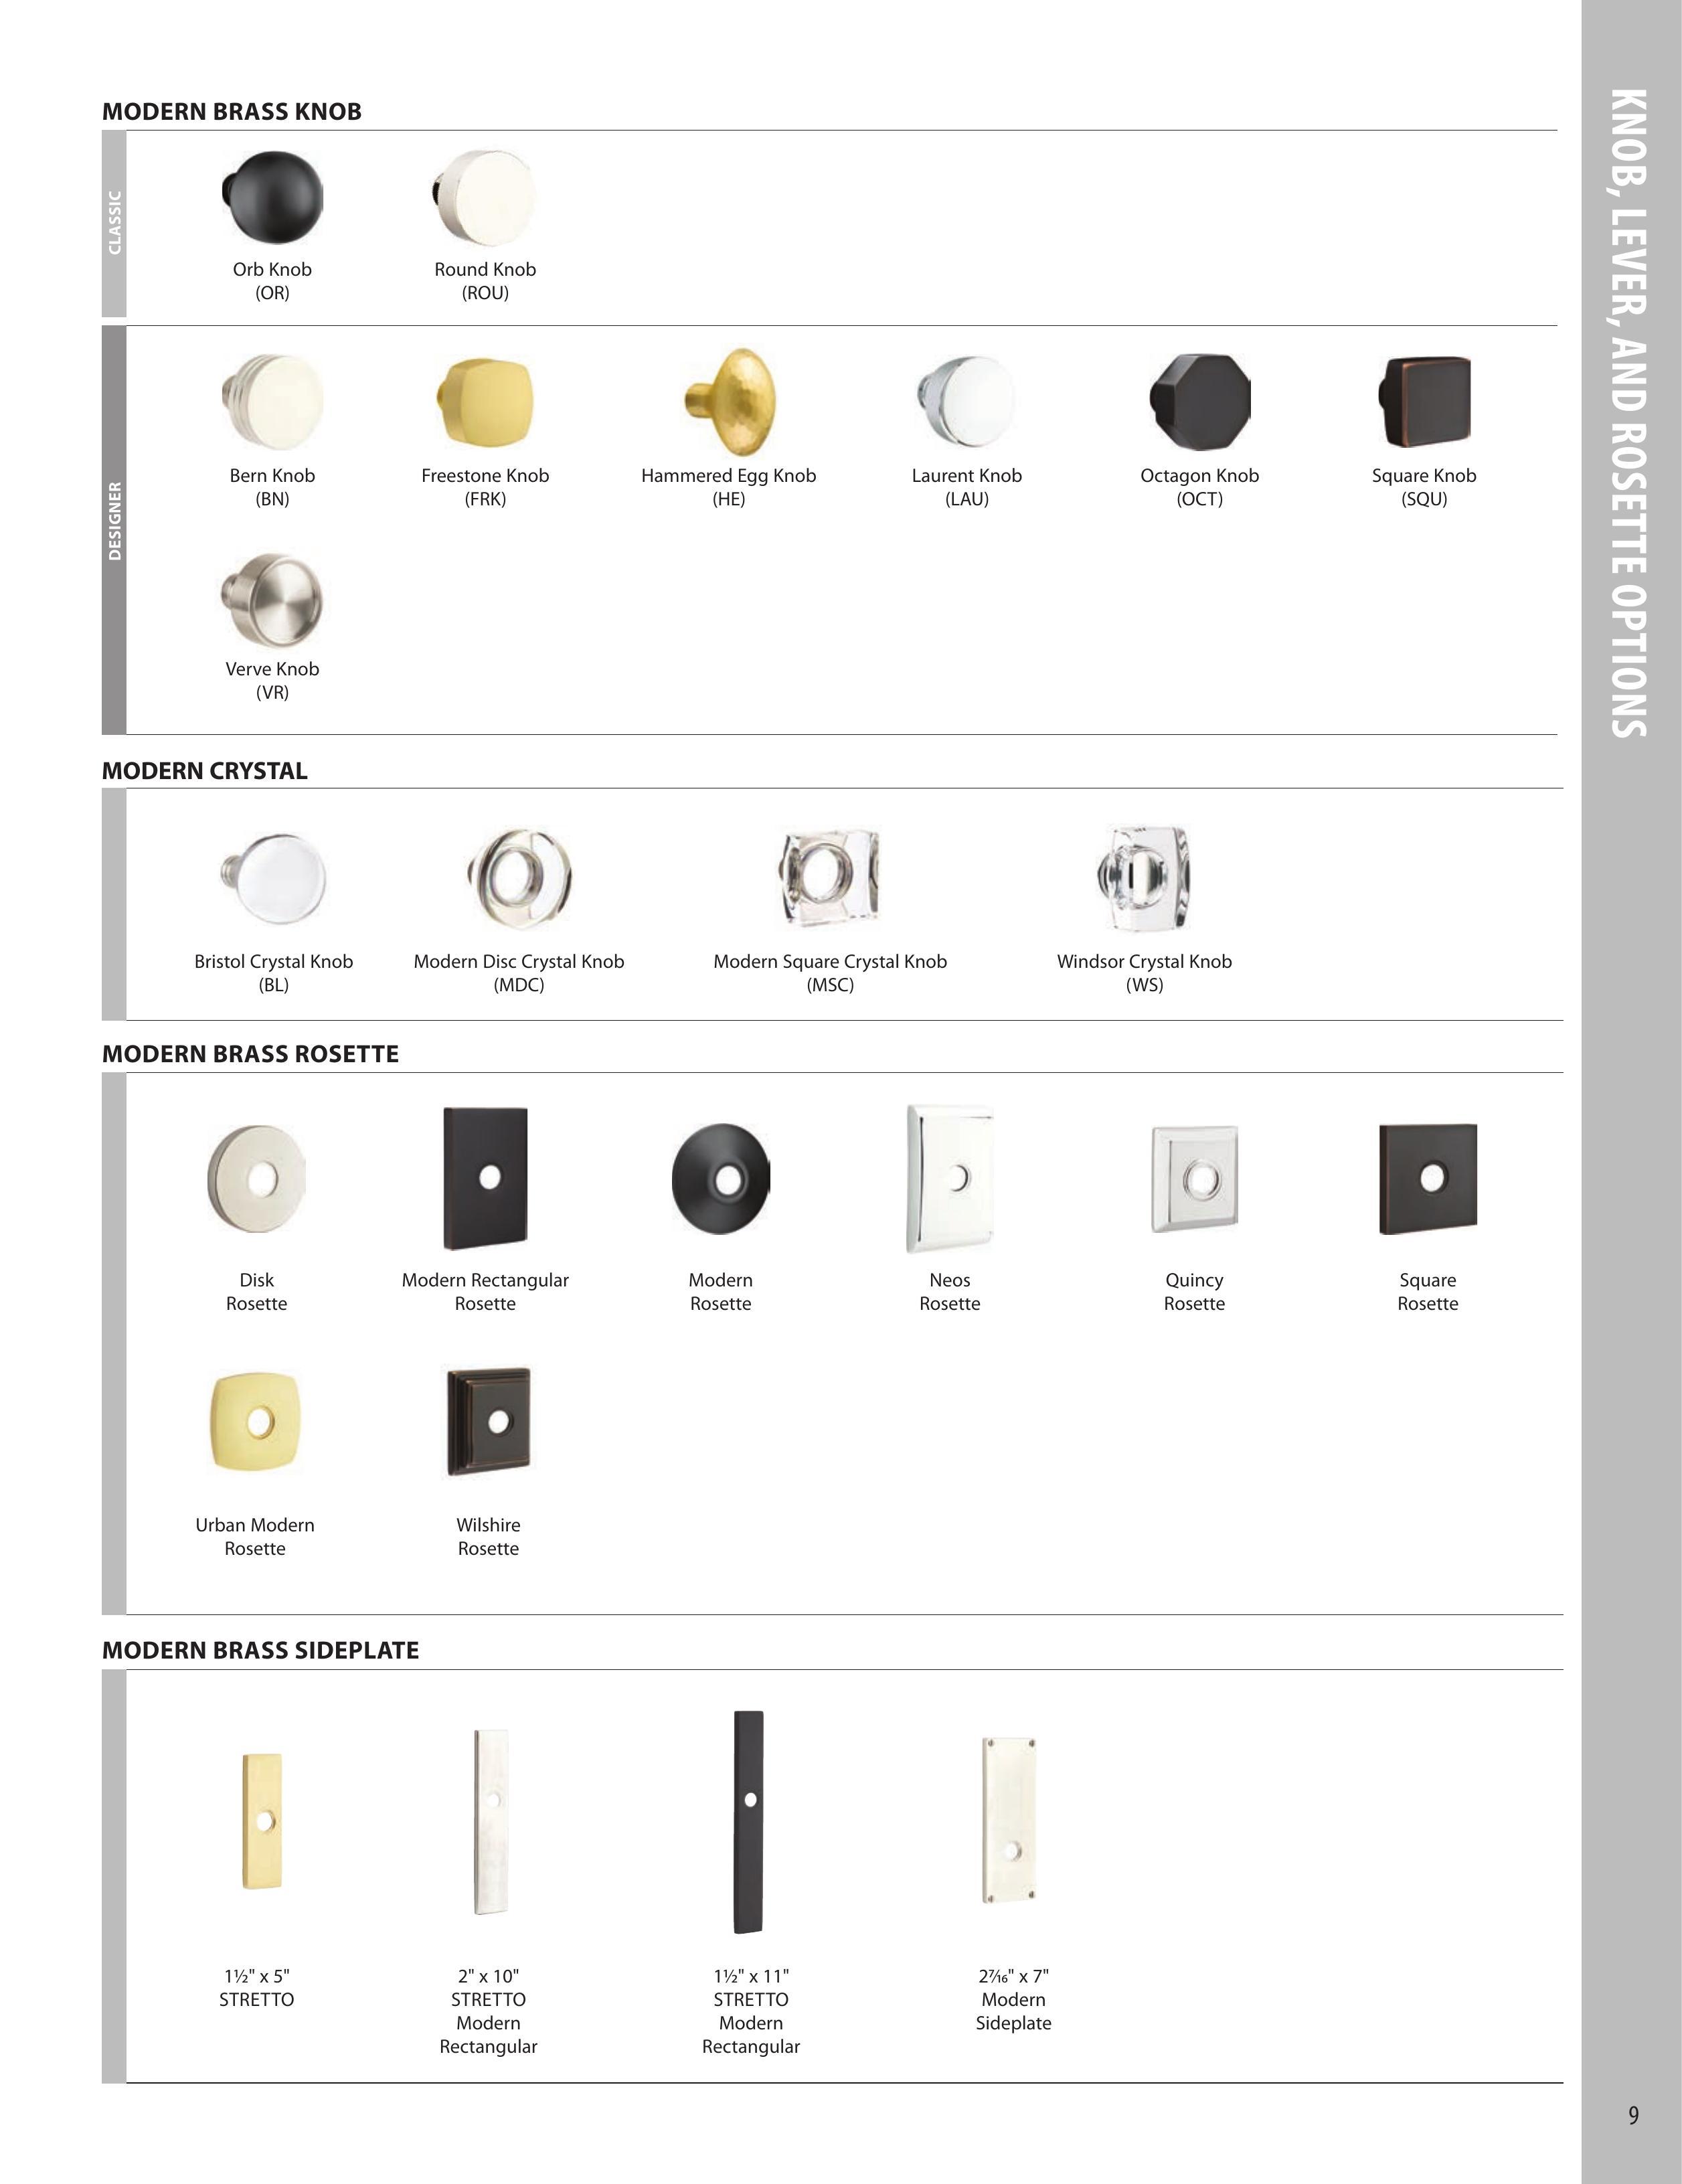 KNOB, LEVER, AND ROSETTE OPTIONS
MODERN BRASS KNOB
CLASSIC
Orb Knob
(OR)
Round Knob
(ROU)
DESIGNER
Bern Knob
(BN)
Freestone Knob
(FRK)
Hammered Egg Knob
(HE)
Laurent Knob
(LAU)
Octagon Knob
(OCT)
Square Knob
(SQU)
Verve Knob
(VR)
MODERN CRYSTAL
Bristol Crystal Knob
(BL)
Modern Disc Crystal Knob
(MDC)
Modern Square Crystal Knob
(MSC)
Windsor Crystal Knob
(WS)
MODERN BRASS ROSETTE
Disk
Rosette
Modern Rectangular
Rosette
Modern
Rosette
Neos
Rosette
Quincy
Rosette
Square
Rosette
Urban Modern
Rosette
Wilshire
Rosette
MODERN BRASS SIDEPLATE
1½" x 5"
STRETTO
2" x 10"
STRETTO
Modern
Rectangular
1½" x 11"
STRETTO
Modern
Rectangular
2⁷⁄₁₆" x 7"
Modern
Sideplate
9